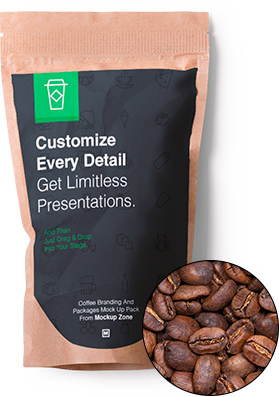 Customize
Every Detail
Get Limitless
Presentations.
And Then
Just Drag & Drop
Into Your Stage.
Coffee Branding And
Packages Mock Up Pack
From Mockup Zone
M